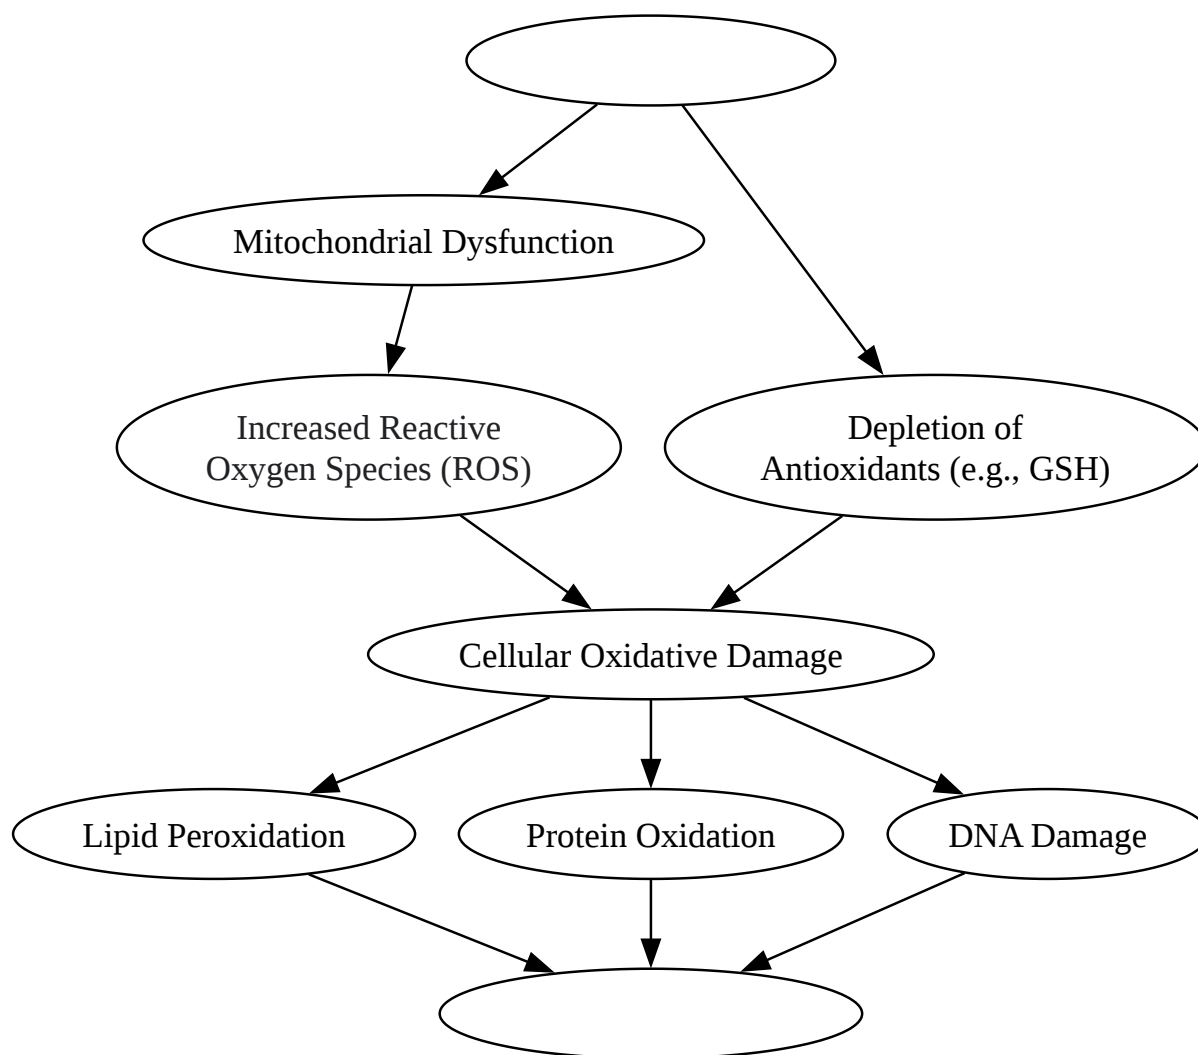 Mitochondrial Dysfunction
Increased Reactive
Oxygen Species (ROS)
Depletion of
Antioxidants (e.g., GSH)
Cellular Oxidative Damage
Lipid Peroxidation
Protein Oxidation
DNA Damage